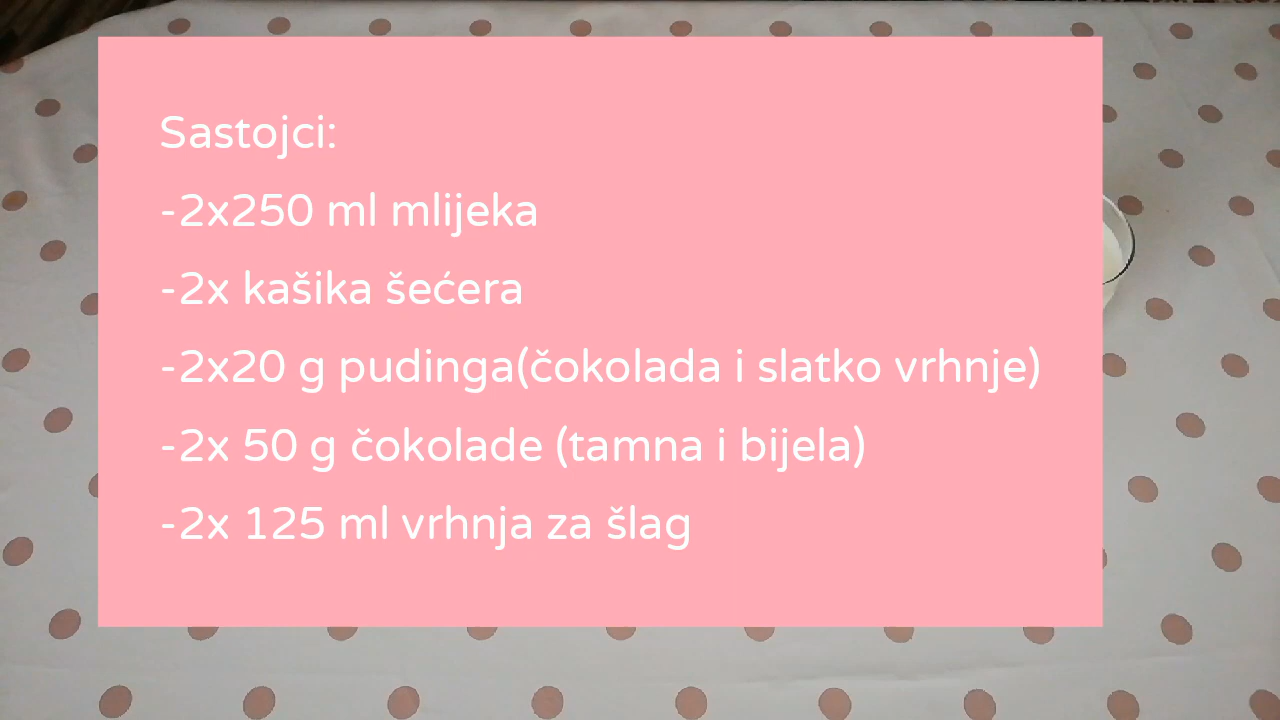 Sastojci:
-2x250 ml mlijeka
-2x kašika šećera
-2x20 g pudinga(čokolada i slatko vrhnje)
-2x 50 g čokolade (tamna i bijela)
-2x 125 ml vrhnja za šlag